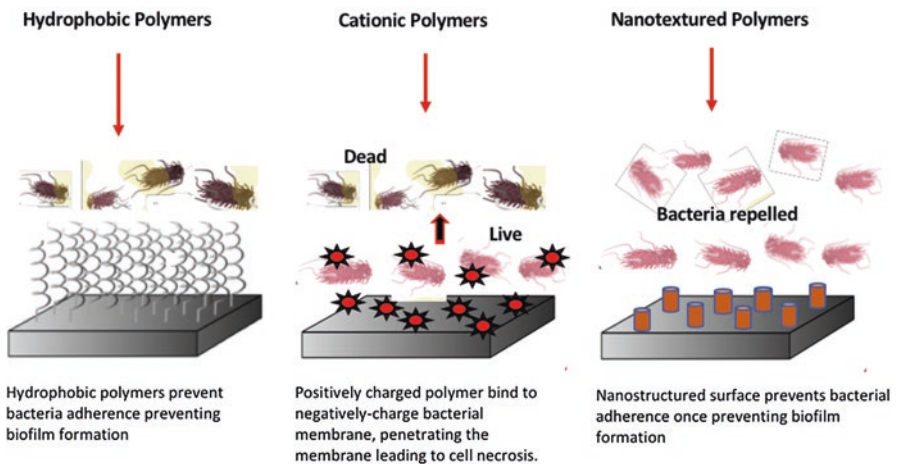 Hydrophobic Polymers
Cationic Polymers
Nanotextured Polymers
Dead
Live
Bacteria repelled
Hydrophobic polymers prevent
bacteria adherence preventing
biofilm formation
Positively charged polymer bind to
negatively-charge bacterial
membrane, penetrating the
membrane leading to cell necrosis.
Nanostructured surface prevents bacterial
adherence once preventing biofilm
formation